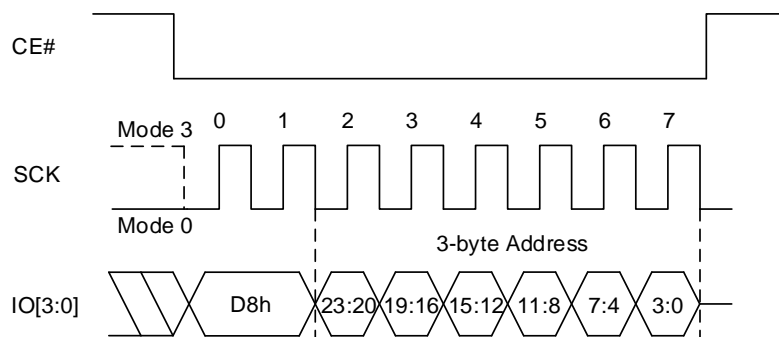 CE#
Mode 3 0 1 2 3 4 5 6 7
SCK
Mode 0
3-byte Address
IO[3:0] D8h 23:20 19:16 15:12 11:8 7:4 3:0